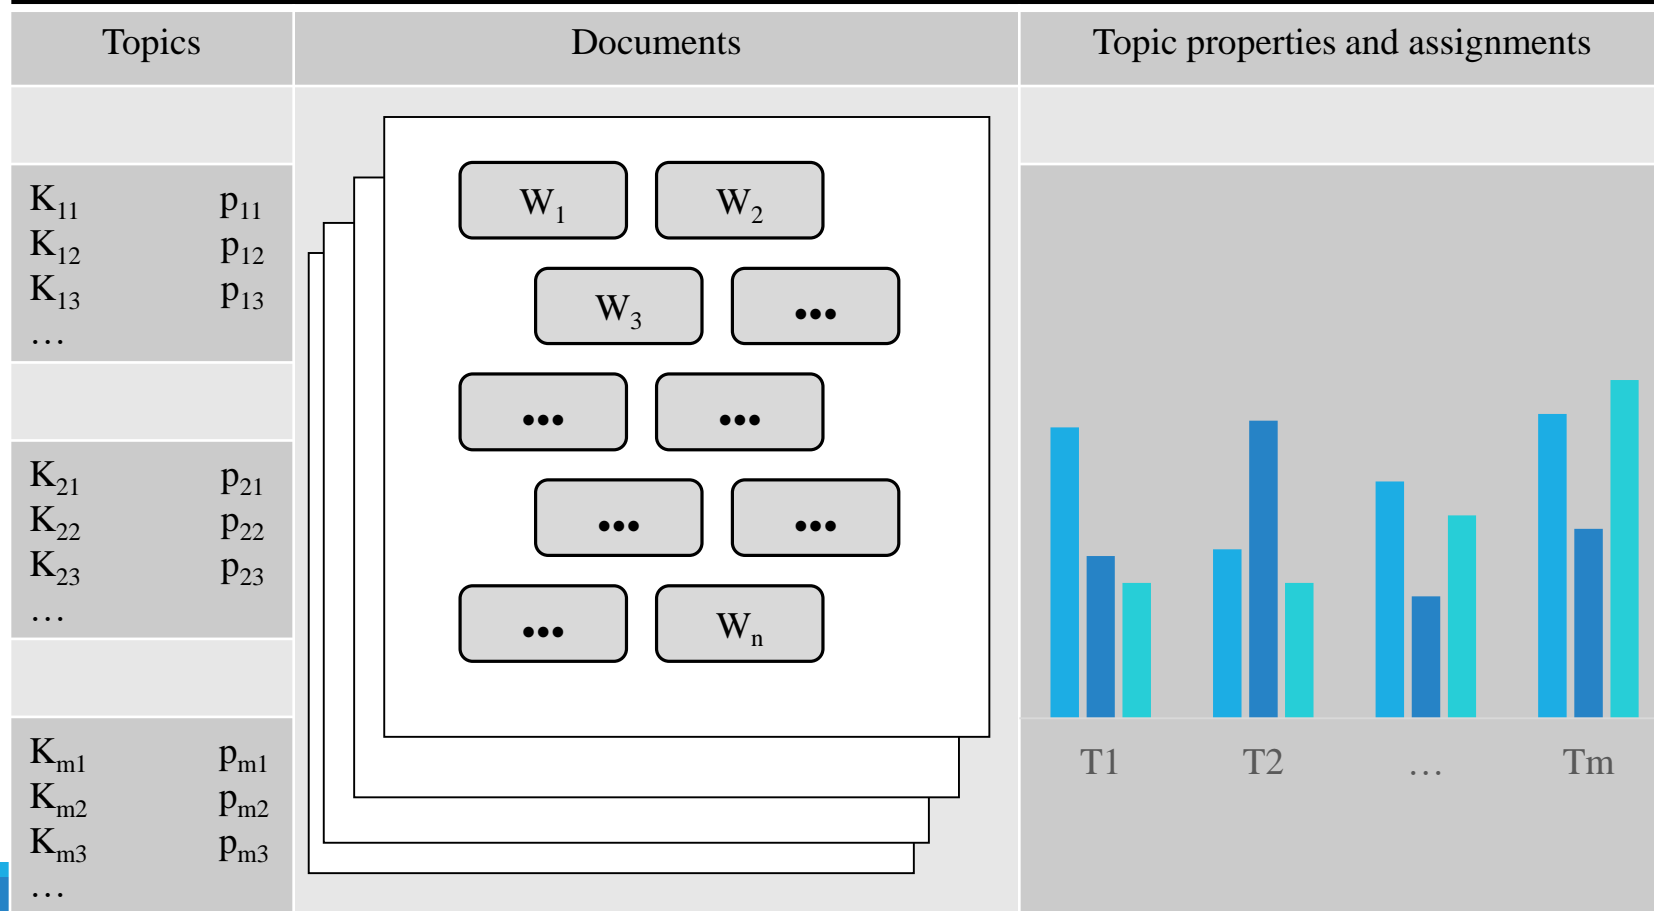 Topics
Documents
Topic properties and assignments
K₁₁ p₁₁
K₁₂ p₁₂
K₁₃ p₁₃
…
K₂₁ p₂₁
K₂₂ p₂₂
K₂₃ p₂₃
…
Kₘ₁ pₘ₁
Kₘ₂ pₘ₂
Kₘ₃ pₘ₃
…
W₁ W₂
W₃ •••
••• •••
••• •••
••• Wₙ
T1 T2 … Tm